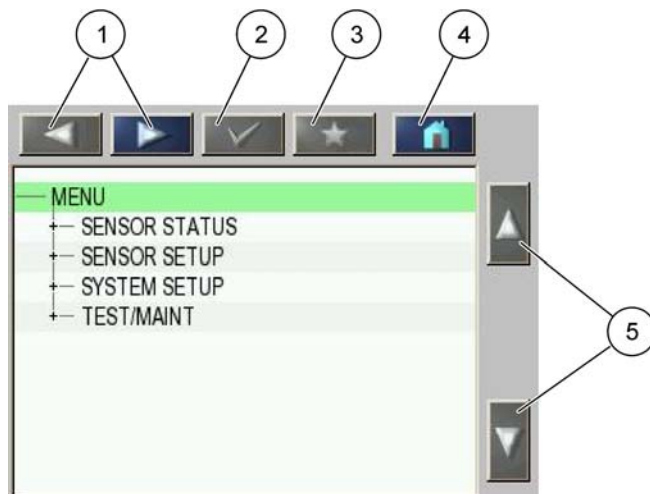 1
2
3
4
MENU
SENSOR STATUS
SENSOR SETUP
SYSTEM SETUP
TEST/MAINT
5